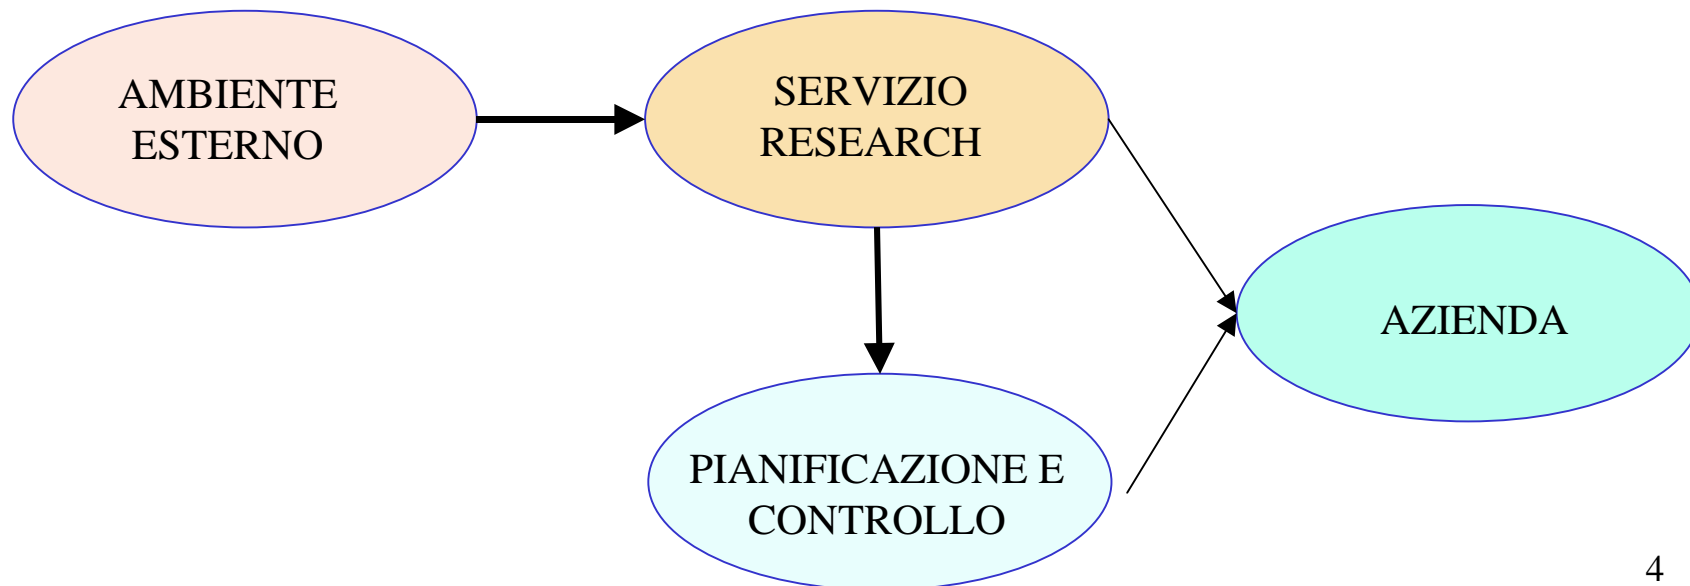 AMBIENTE
ESTERNO
SERVIZIO
RESEARCH
AZIENDA
PIANIFICAZIONE E
CONTROLLO
4